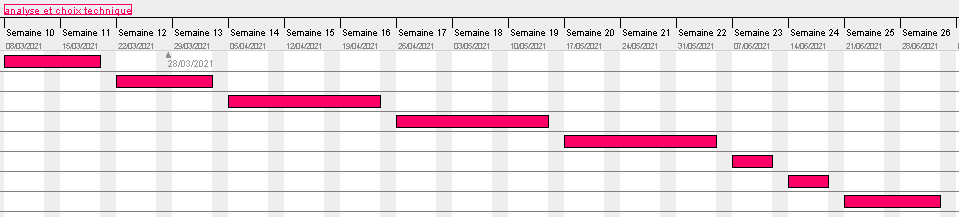 analyse et choix technique
Semaine 10 Semaine 11 Semaine 12 Semaine 13 Semaine 14 Semaine 15 Semaine 16 Semaine 17 Semaine 18 Semaine 19 Semaine 20 Semaine 21 Semaine 22 Semaine 23 Semaine 24 Semaine 25 Semaine 26
08/03/2021 15/03/2021 22/03/2021 29/03/2021 05/04/2021 12/04/2021 19/04/2021 26/04/2021 03/05/2021 10/05/2021 17/05/2021 24/05/2021 31/05/2021 07/06/2021 14/06/2021 21/06/2021 28/06/2021
28/03/2021